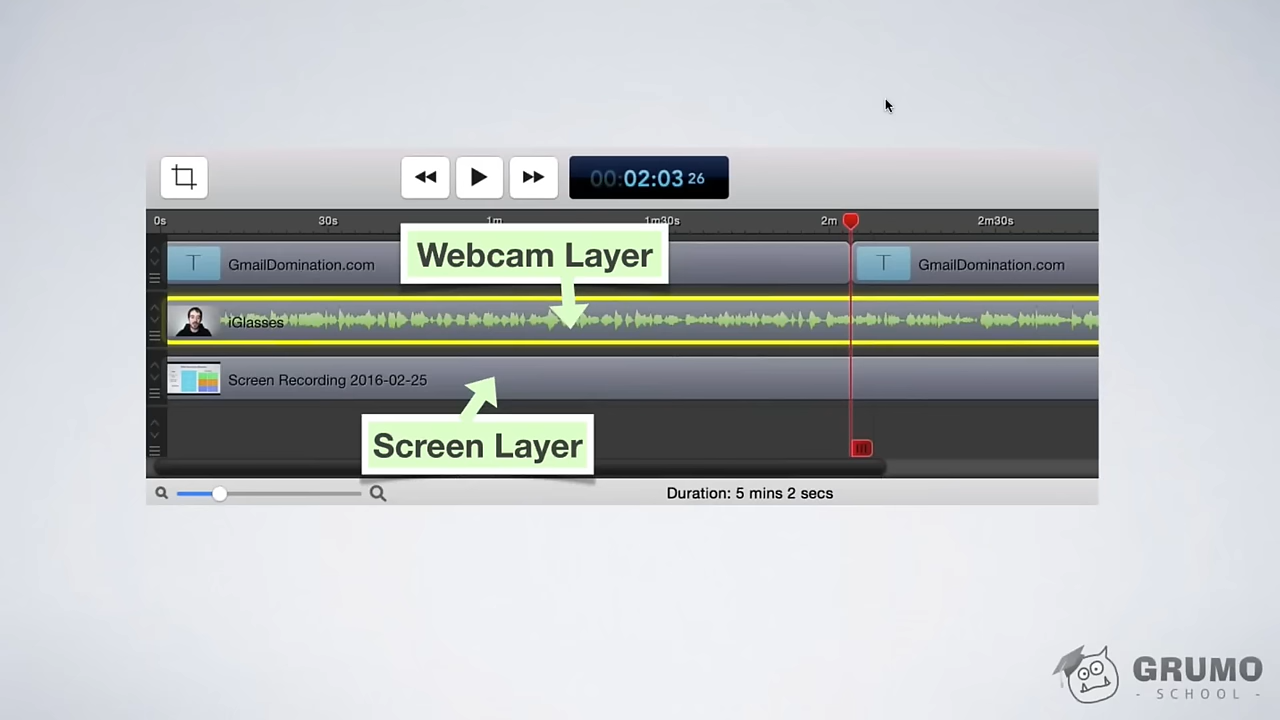 00:02:03 26
0s 30s 1m 1m30s 2m 2m30s
Webcam Layer
T GmailDomination.com T GmailDomination.com
iGlasses
Screen Recording 2016-02-25
Screen Layer
Duration: 5 mins 2 secs
GRUMO
- SCHOOL -